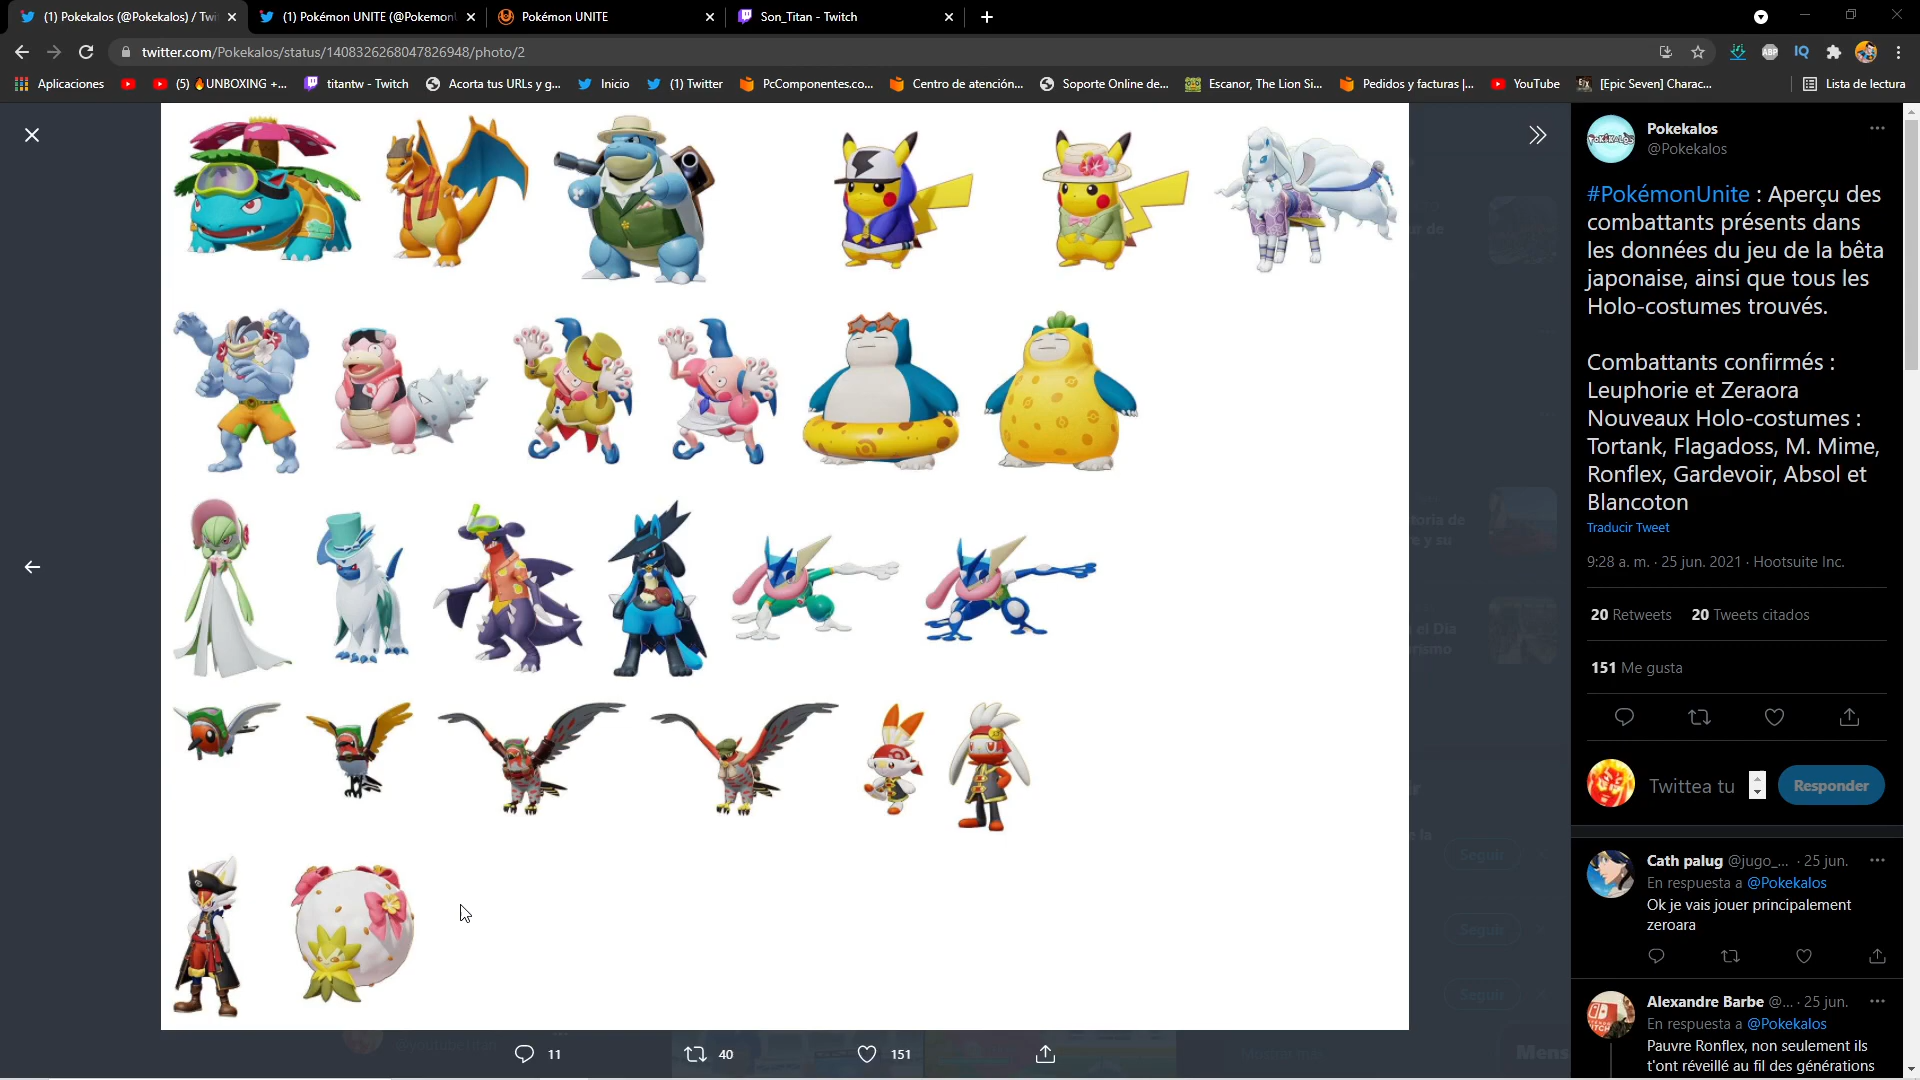 (1) Pokekalos (@Pokekalos) / Twi
(1) Pokémon UNITE (@Pokemon
Pokémon UNITE
Son_Titan - Twitch
twitter.com/Pokekalos/status/1408326268047826948/photo/2
Aplicaciones
(5) 🔥UNBOXING +...
titantw - Twitch
Acorta tus URLs y g...
Inicio
(1) Twitter
PcComponentes.co...
Centro de atención...
Soporte Online de...
Escanor, The Lion Si...
Pedidos y facturas |...
YouTube
[Epic Seven] Charac...
Lista de lectura
ABP
IQ
Pokekalos
@Pokekalos
#PokémonUnite : Aperçu des
combattants présents dans
les données du jeu de la bêta
japonaise, ainsi que tous les
Holo-costumes trouvés.
Combattants confirmés :
Leuphorie et Zeraora
Nouveaux Holo-costumes :
Tortank, Flagadoss, M. Mime,
Ronflex, Gardevoir, Absol et
Blancoton
Traducir Tweet
9:28 a. m. · 25 jun. 2021 · Hootsuite Inc.
20 Retweets 20 Tweets citados
151 Me gusta
Twittea tu
Responder
Cath palug @jugo_... · 25 jun.
En respuesta a @Pokekalos
Ok je vais jouer principalement
zeroara
Alexandre Barbe @... · 25 jun.
En respuesta a @Pokekalos
Pauvre Ronflex, non seulement ils
t'ont réveillé au fil des générations
Seguir
Seguir
Seguir
11
40
151
Mens